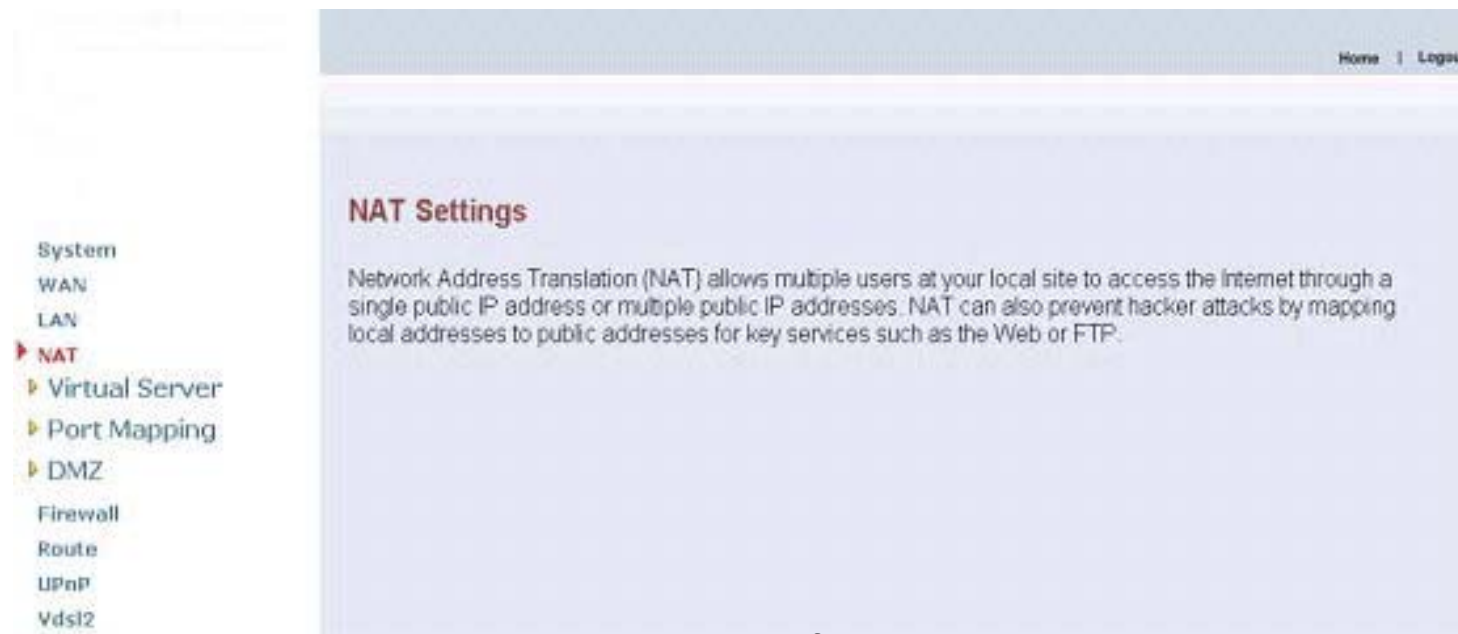 Home | Logou
NAT Settings
Network Address Translation (NAT) allows multiple users at your local site to access the Internet through a
single public IP address or multiple public IP addresses. NAT can also prevent hacker attacks by mapping
local addresses to public addresses for key services such as the Web or FTP.
System
WAN
LAN
NAT
Virtual Server
Port Mapping
DMZ
Firewall
Route
UPnP
Vdsl2